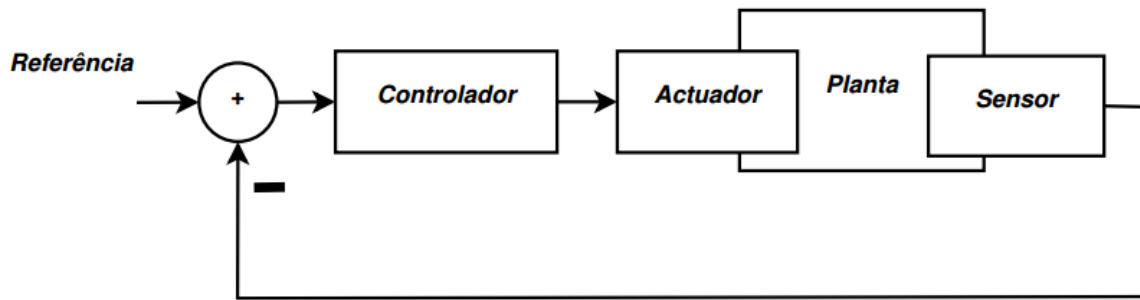 Referência
+
Controlador
Actuador
Planta
Sensor
-